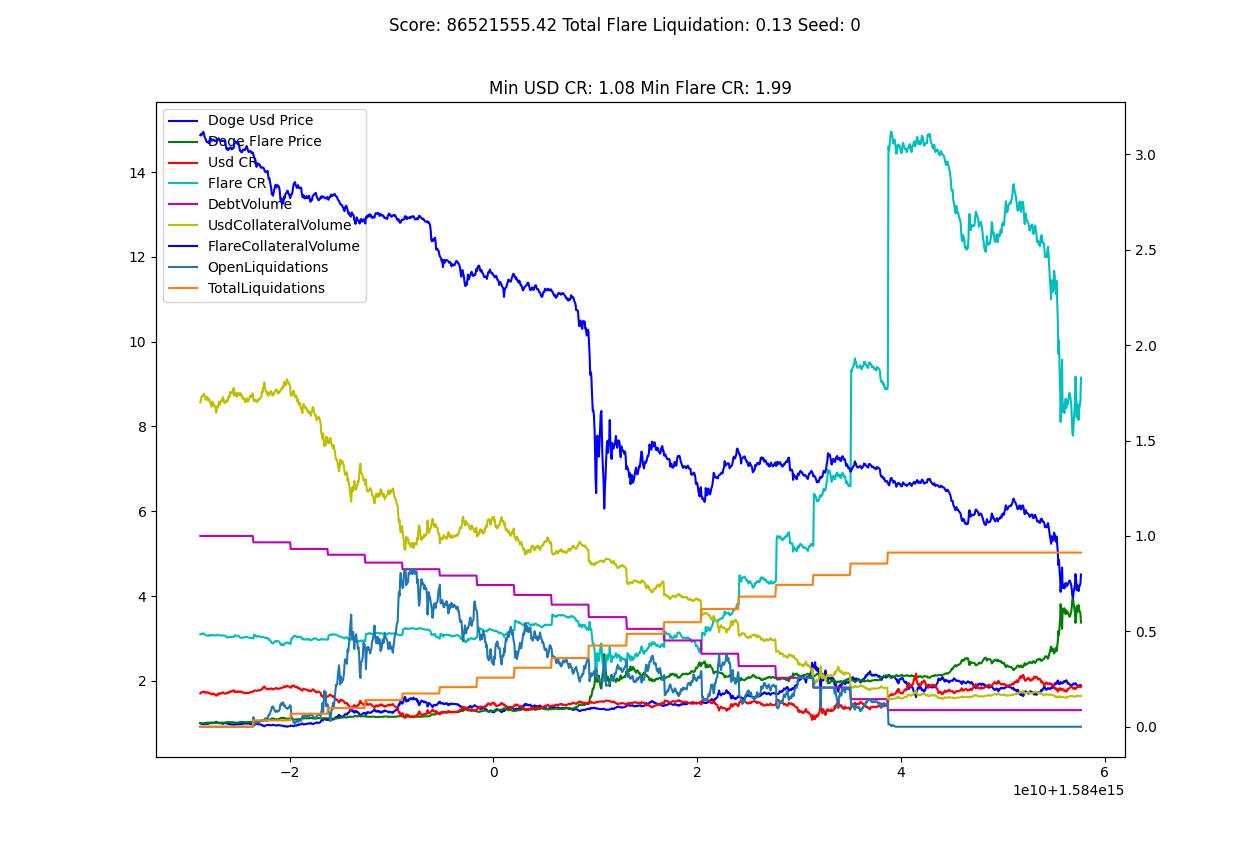 Score: 86521555.42 Total Flare Liquidation: 0.13 Seed: 0
Min USD CR: 1.08 Min Flare CR: 1.99
Doge Usd Price
Doge Flare Price
Usd CR
Flare CR
DebtVolume
UsdCollateralVolume
FlareCollateralVolume
OpenLiquidations
TotalLiquidations
14
12
10
8
6
4
2
3.0
2.5
2.0
1.5
1.0
0.5
0.0
−2
0
2
4
6
1e10+1.584e15